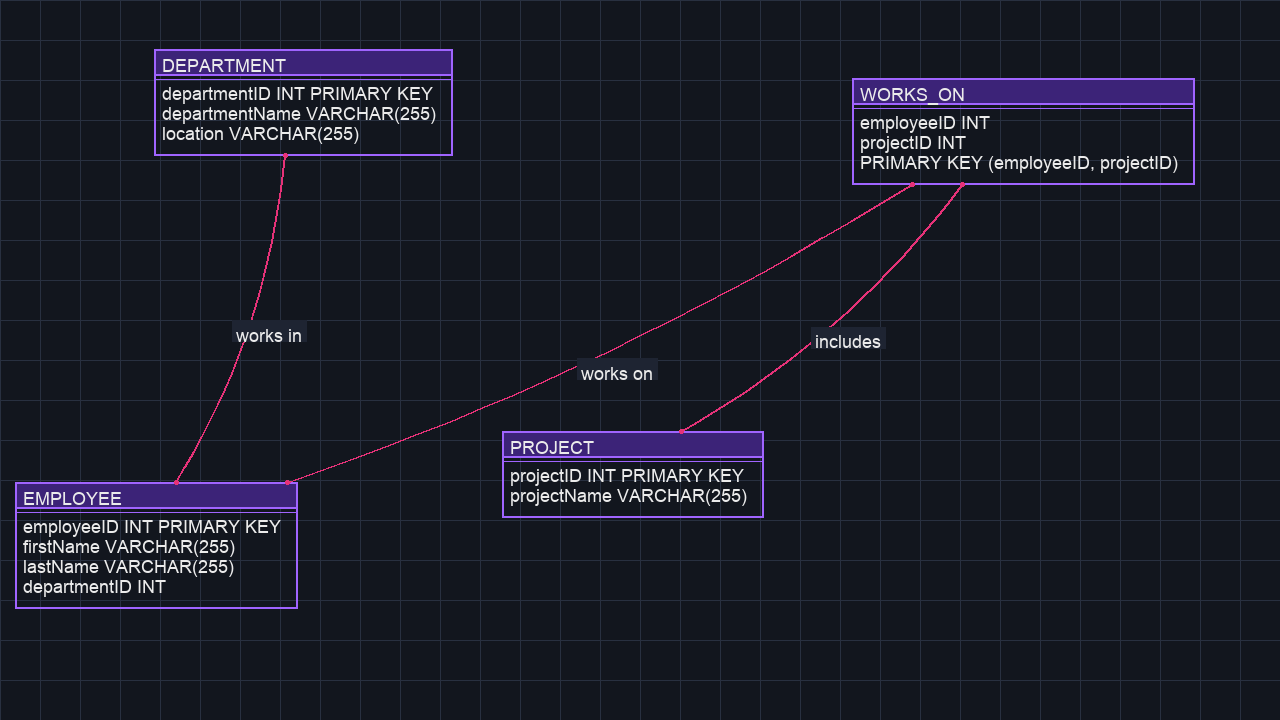 DEPARTMENT
departmentID INT PRIMARY KEY
departmentName VARCHAR(255)
location VARCHAR(255)
WORKS_ON
employeeID INT
projectID INT
PRIMARY KEY (employeeID, projectID)
works in
works on
includes
PROJECT
projectID INT PRIMARY KEY
projectName VARCHAR(255)
EMPLOYEE
employeeID INT PRIMARY KEY
firstName VARCHAR(255)
lastName VARCHAR(255)
departmentID INT